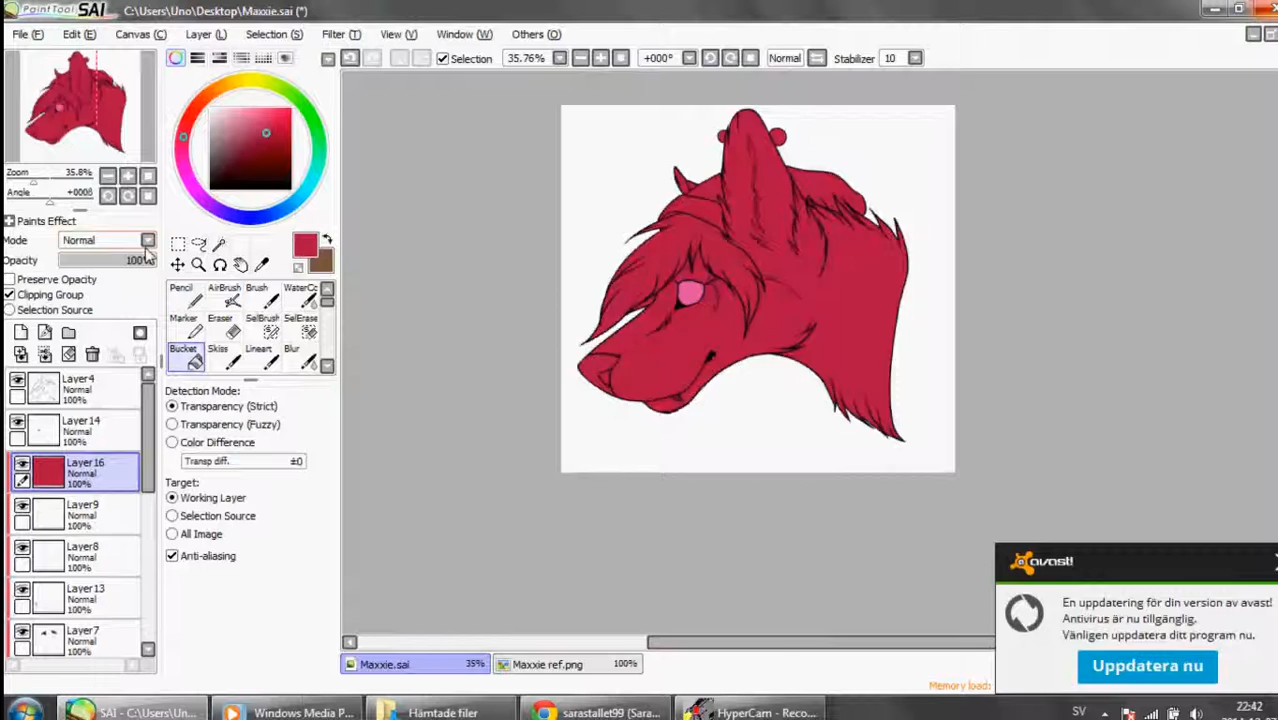 PaintTool SAI C:\Users\Uno\Desktop\Maxxie.sai (*)
File (F) Edit (E) Canvas (C) Layer (L) Selection (S) Filter (T) View (V) Window (W) Others (O)
Selection 35.76% +000° Normal Stabilizer 10
Zoom 35.8%
Angle +000
Paints Effect
Mode Normal
Opacity 100%
Preserve Opacity
Clipping Group
Selection Source
Pencil AirBrush Brush WaterCo
Marker Eraser SelBrush SelErase
Bucket Skiss Lineart Blur
Detection Mode:
Transparency (Strict)
Transparency (Fuzzy)
Color Difference
Transp diff. ±0
Target:
Working Layer
Selection Source
All Image
Anti-aliasing
Layer4
Normal
100%
Layer14
Normal
100%
Layer16
Normal
100%
Layer9
Normal
100%
Layer8
Normal
100%
Layer13
Normal
100%
Layer7
Normal
100%
Maxxie.sai 35% Maxxie ref.png 100%
Memory load:
avast!
En uppdatering för din version av avast!
Antivirus är nu tillgänglig.
Vänligen uppdatera ditt program nu.
Uppdatera nu
SAI - C:\Users\Un... Windows Media P... Hämtade filer sarastallet99 (Sara... HyperCam - Reco... SV 22:42